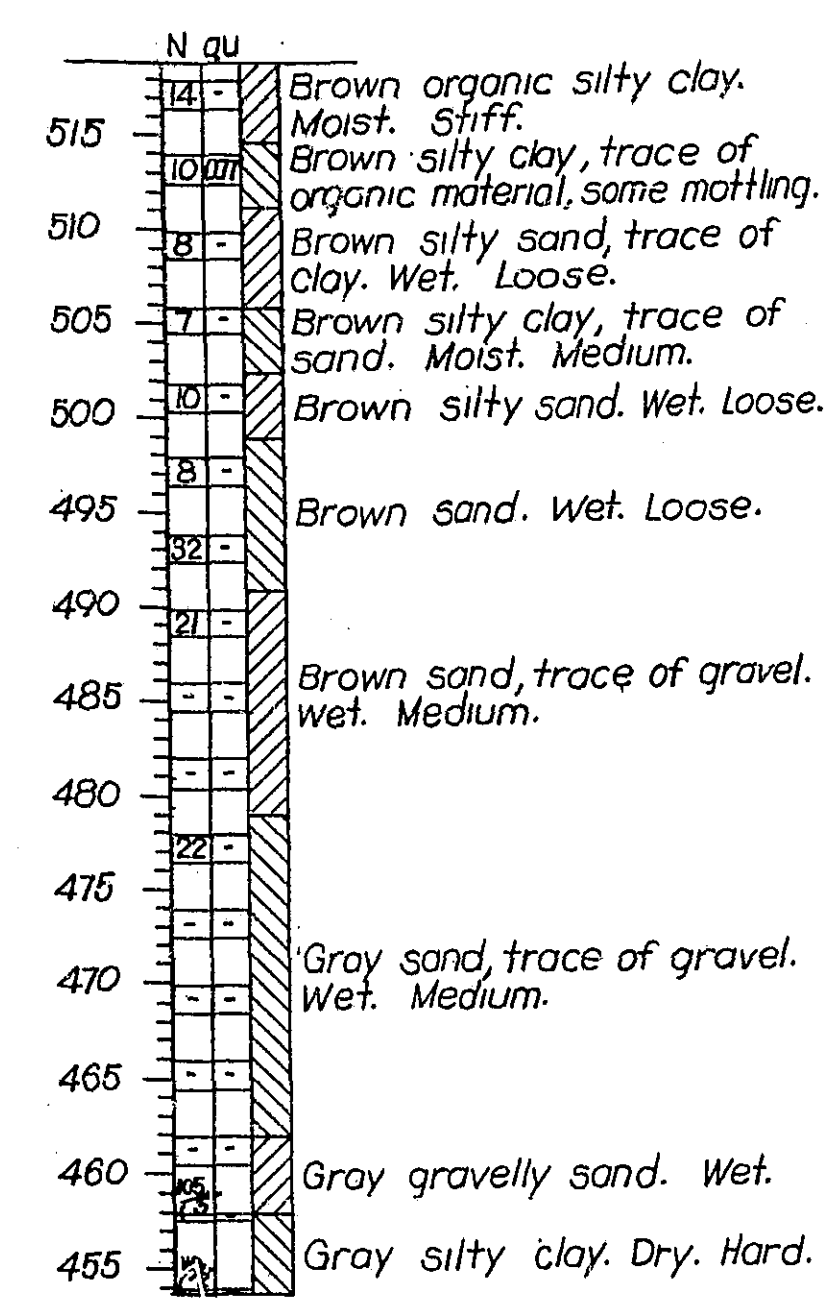 N qu
14 - Brown organic silty clay.
515 Moist. Stiff.
10 Brown silty clay, trace of
organic material, some mottling.
510
8 - Brown silty sand, trace of
clay. Wet. Loose.
505 7 - Brown silty clay, trace of
sand. Moist. Medium.
500 10 - Brown silty sand. Wet. Loose.
8 -
495 Brown sand. Wet. Loose.
32 -
490
21 -
485 - - Brown sand, trace of gravel.
Wet. Medium.
480 - -
22 -
475
- -
470 Gray sand, trace of gravel.
- - Wet. Medium.
465 - -
- -
460 Gray gravelly sand. Wet.
105
455 Gray silty clay. Dry. Hard.